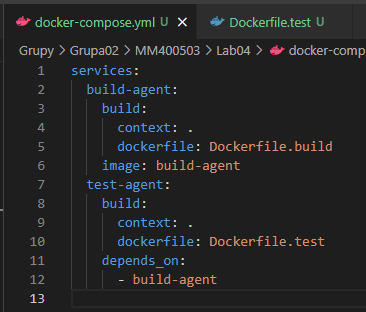 docker-compose.yml U Dockerfile.test U
Grupy > Grupa02 > MM400503 > Lab04 > docker-comp
1 services:
2   build-agent:
3     build:
4       context: .
5       dockerfile: Dockerfile.build
6     image: build-agent
7   test-agent:
8     build:
9       context: .
10       dockerfile: Dockerfile.test
11     depends_on:
12       - build-agent
13